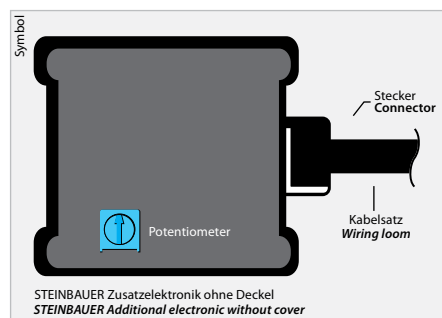 Symbol
Stecker
Connector
Potentiometer
Kabelsatz
Wiring loom
STEINBAUER Zusatzelektronik ohne Deckel
STEINBAUER Additional electronic without cover